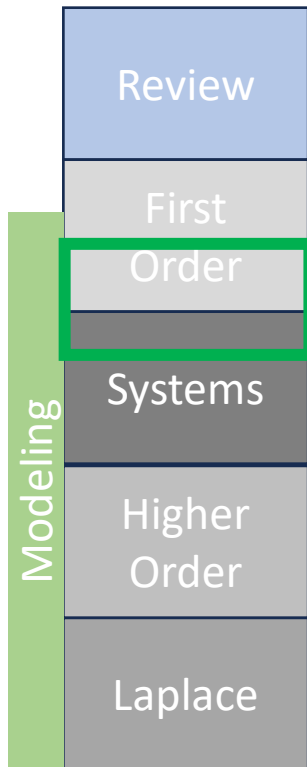 Review
First
Order
Systems
Modeling
Higher
Order
Laplace